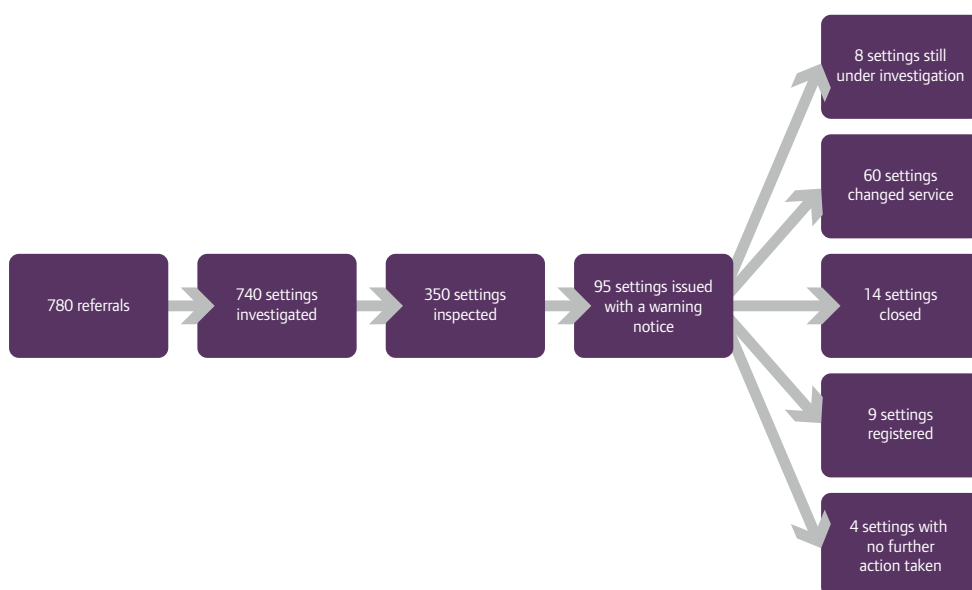 780 referrals
740 settings
investigated
350 settings
inspected
95 settings issued
with a warning
notice
8 settings still
under investigation
60 settings
changed service
14 settings
closed
9 settings
registered
4 settings with
no further
action taken